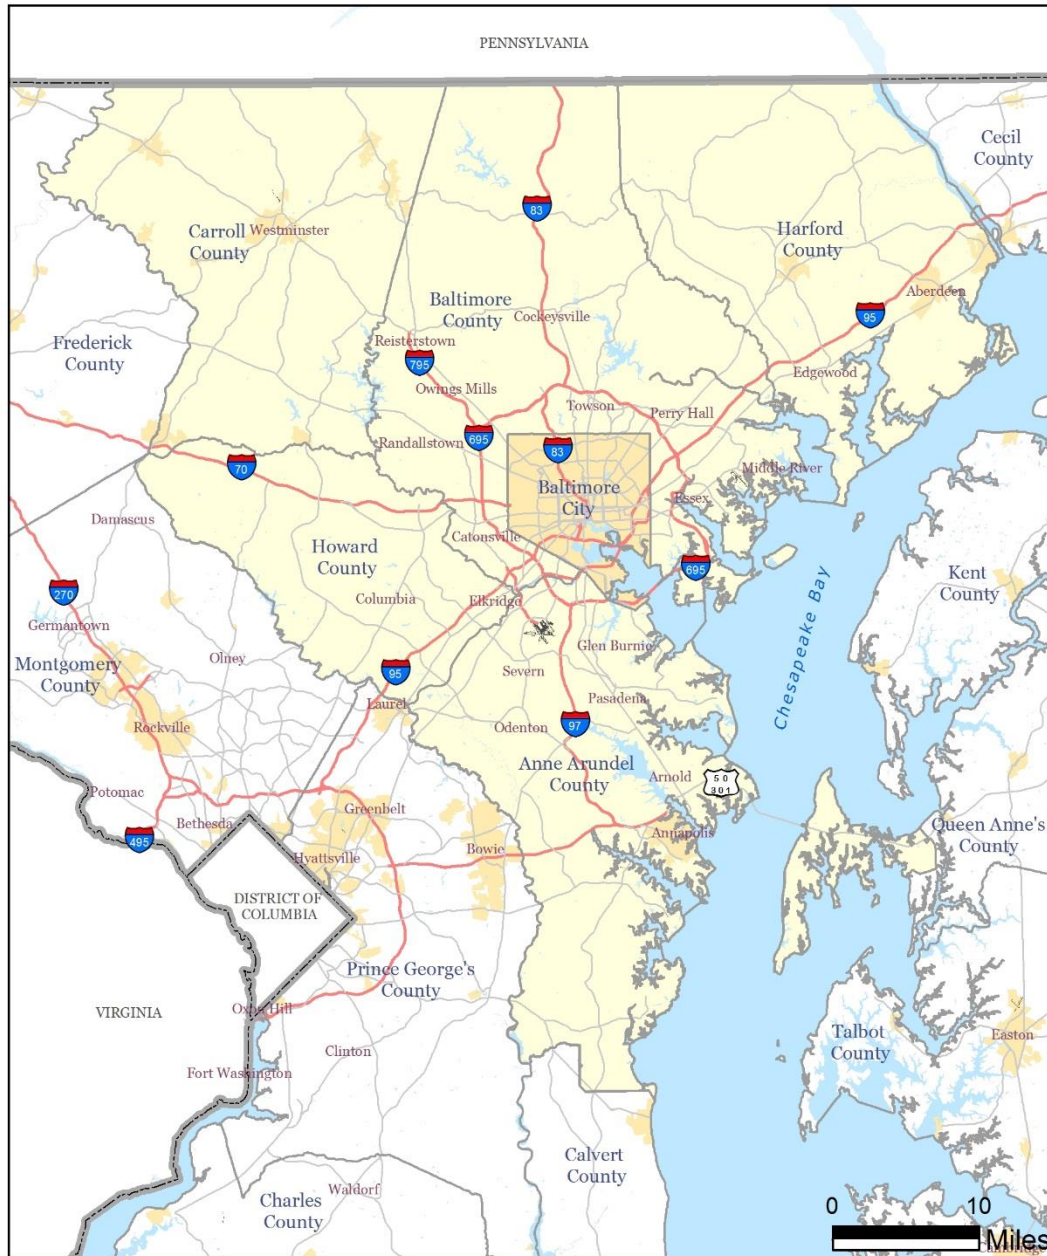 PENNSYLVANIA
Cecil
County
83
Carroll
County
Westminster
Harford
County
Aberdeen
Baltimore
County
Cockeysville
95
Frederick
County
Reisterstown
795
Owings Mills
Edgewood
Towson
Perry Hall
Randallstown
695
83
70
Middle River
Baltimore
City
Essex
Damascus
Catonsville
Howard
County
695
Kent
County
270
Columbia
Elkridge
Germantown
Chesapeake Bay
Olney
Glen Burnie
Montgomery
County
95
Severn
Laurel
Pasadena
Rockville
Odenton
97
Anne Arundel
County
Arnold
50
301
Potomac
Greenbelt
Bethesda
495
Hyattsville
Bowie
Annapolis
Queen Anne's
County
DISTRICT OF
COLUMBIA
Prince George's
County
VIRGINIA
Oxon Hill
Talbot
County
Easton
Clinton
Fort Washington
Calvert
County
Waldorf
Charles
County
0 10
Miles
Cambridge